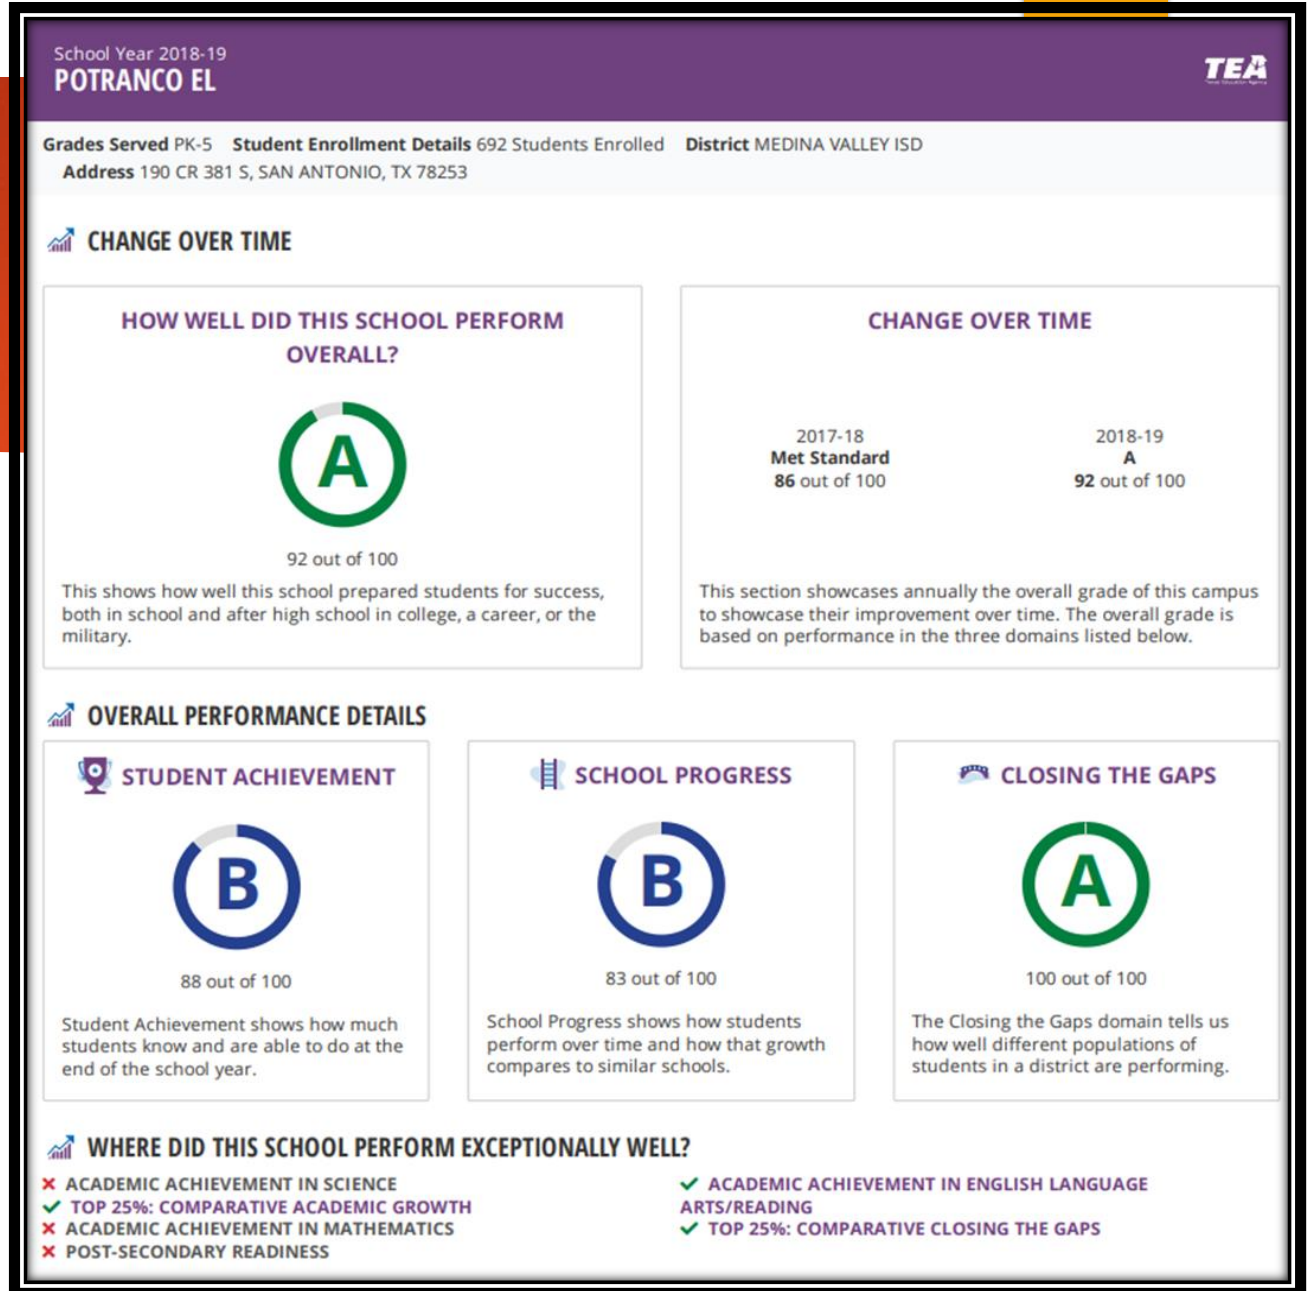 School Year 2018-19
POTRANCO EL
TEA
Grades Served PK-5 Student Enrollment Details 692 Students Enrolled District MEDINA VALLEY ISD
Address 190 CR 381 S, SAN ANTONIO, TX 78253
CHANGE OVER TIME
HOW WELL DID THIS SCHOOL PERFORM
OVERALL?
A
92 out of 100
This shows how well this school prepared students for success,
both in school and after high school in college, a career, or the
military.
CHANGE OVER TIME
2017-18
Met Standard
86 out of 100
2018-19
A
92 out of 100
This section showcases annually the overall grade of this campus
to showcase their improvement over time. The overall grade is
based on performance in the three domains listed below.
OVERALL PERFORMANCE DETAILS
STUDENT ACHIEVEMENT
B
88 out of 100
Student Achievement shows how much
students know and are able to do at the
end of the school year.
SCHOOL PROGRESS
B
83 out of 100
School Progress shows how students
perform over time and how that growth
compares to similar schools.
CLOSING THE GAPS
A
100 out of 100
The Closing the Gaps domain tells us
how well different populations of
students in a district are performing.
WHERE DID THIS SCHOOL PERFORM EXCEPTIONALLY WELL?
ACADEMIC ACHIEVEMENT IN SCIENCE
TOP 25%: COMPARATIVE ACADEMIC GROWTH
ACADEMIC ACHIEVEMENT IN MATHEMATICS
POST-SECONDARY READINESS
ACADEMIC ACHIEVEMENT IN ENGLISH LANGUAGE
ARTS/READING
TOP 25%: COMPARATIVE CLOSING THE GAPS